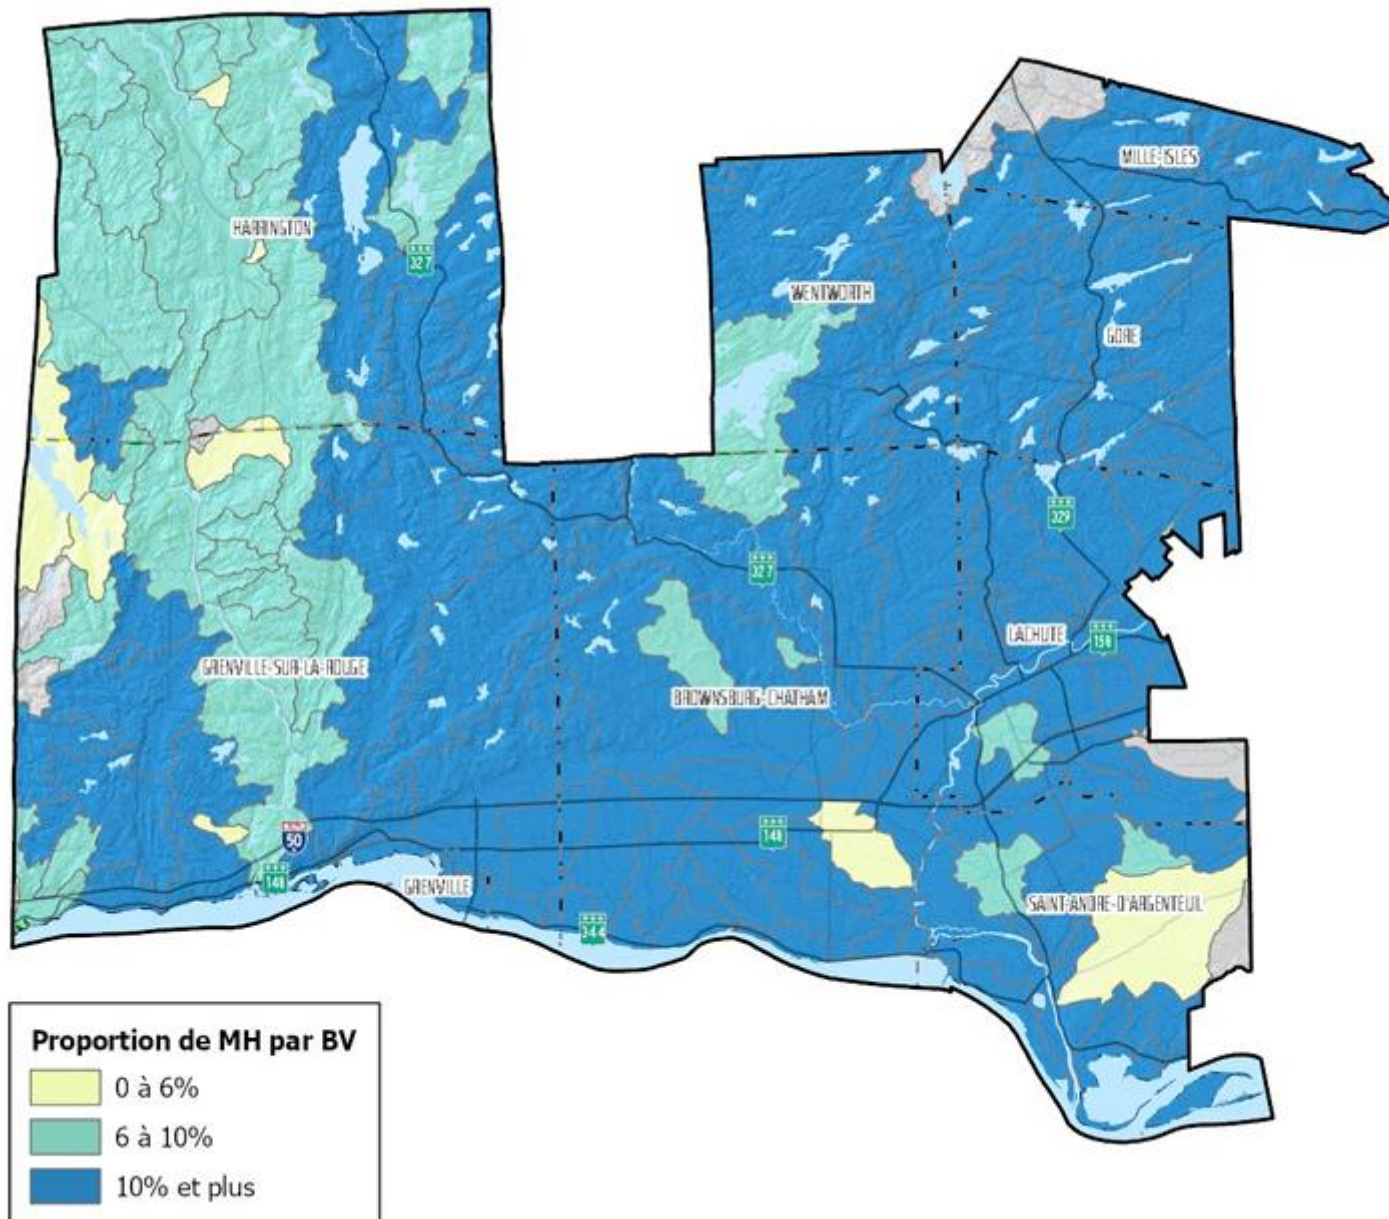 MILLE-ISLES
HARRINGTON
327
WENTWORTH
GORE
329
327
LACHUTE
158
GRENVILLE-SUR-LA-ROUGE
BROWNSBURG-CHATHAM
50
148
148
GRENVILLE
SAINT-ANDRE-D'ARGENTEUIL
344
Proportion de MH par BV
0 à 6%
6 à 10%
10% et plus